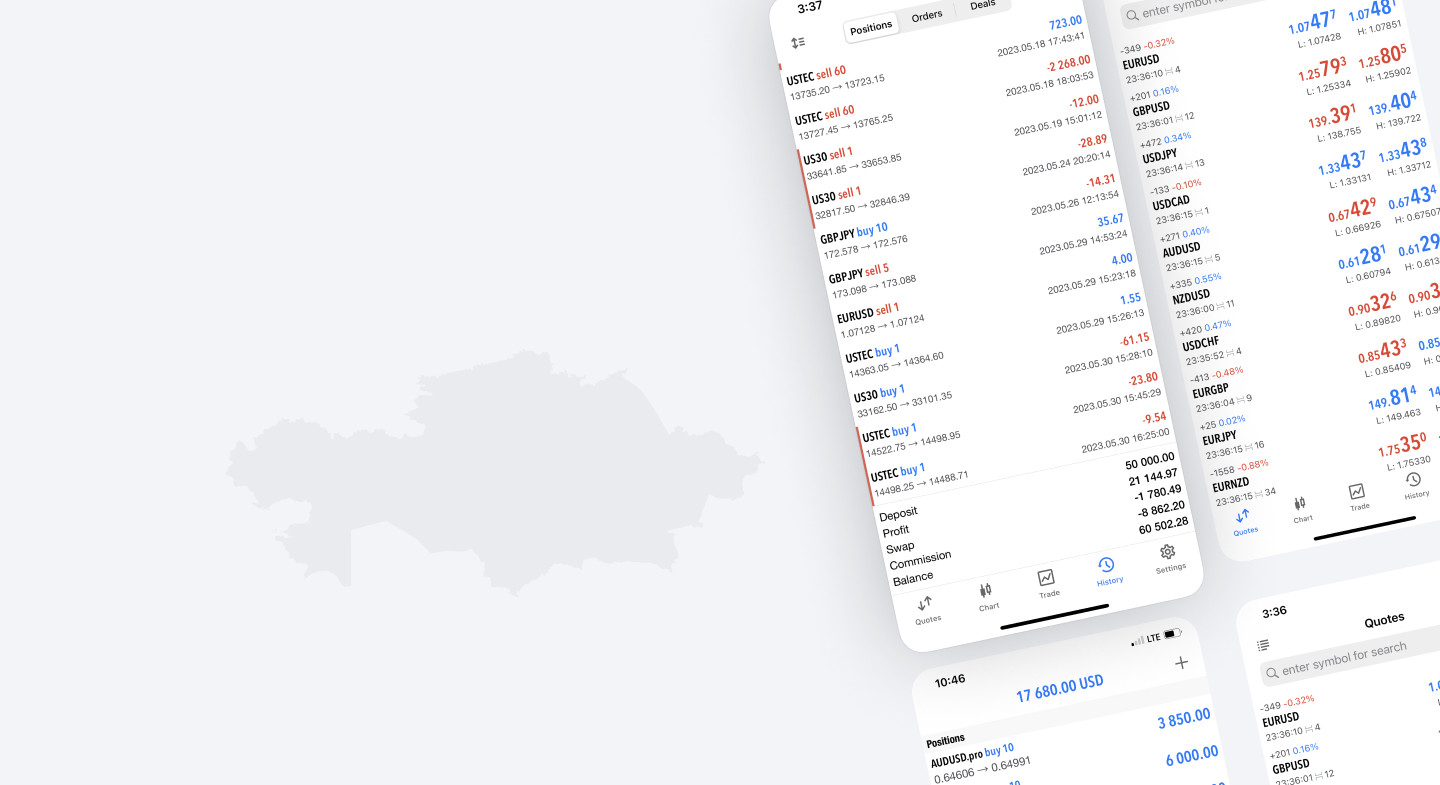 3:37
Positions Orders Deals
723.00
USTEC sell 60 2023.05.18 17:43:41
13735.20 → 13723.15 -2 268.00
USTEC sell 60 2023.05.18 18:03:53
13727.45 → 13765.25 -12.00
US30 sell 1 2023.05.19 15:01:12
33641.85 → 33653.85 -28.89
US30 sell 1 2023.05.24 20:20:14
32817.50 → 32846.39 -14.31
GBPJPY buy 10 2023.05.26 12:13:54
172.578 → 172.576 35.67
GBPJPY sell 5 2023.05.29 14:53:24
173.098 → 173.088 4.00
EURUSD sell 1 2023.05.29 15:23:18
1.07128 → 1.07124 1.55
USTEC buy 1 2023.05.29 15:26:13
14363.05 → 14364.60 -61.15
US30 buy 1 2023.05.30 15:28:10
33162.50 → 33101.35 -23.80
USTEC buy 1 2023.05.30 15:45:29
14522.75 → 14498.95 -9.54
USTEC buy 1 2023.05.30 16:25:00
14498.25 → 14488.71
Deposit 50 000.00
Profit 21 144.97
Swap -1 780.49
Commission -8 862.20
Balance 60 502.28
Quotes Chart Trade History Settings
enter symbol
-349 -0.32%
EURUSD 1.07477 1.07481
23:36:10 4 L: 1.07428 H: 1.07851
+201 0.16%
GBPUSD 1.25793 1.25805
23:36:01 12 L: 1.25334 H: 1.25902
+472 0.34%
USDJPY 139.391 139.404
23:36:14 13 L: 138.755 H: 139.722
-133 -0.10%
USDCAD 1.33437 1.33438
23:36:15 1 L: 1.33131 H: 1.33712
+271 0.40%
AUDUSD 0.67429 0.67434
23:36:15 5 L: 0.66926 H: 0.67507
+335 0.55%
NZDUSD 0.61281 0.6129
23:36:00 11 L: 0.60794 H: 0.613
+420 0.47%
USDCHF 0.90326 0.903
23:35:52 4 L: 0.89820 H: 0.9
-413 -0.48%
EURGBP 0.85433 0.85
23:36:04 9 L: 0.85409 H: 0
+25 0.02%
EURJPY 149.814 14
23:36:15 16 L: 149.463 H:
-1558 -0.88%
EURNZD 1.75350
23:36:15 34 L: 1.75330
Quotes Chart Trade History
10:46 LTE
17 680.00 USD
Positions
AUDUSD.pro buy 10 3 850.00
0.64606 → 0.64991
10 6 000.00
3:36
Quotes
enter symbol for search
-349 -0.32%
EURUSD 1.0
23:36:10 4
+201 0.16%
GBPUSD
23:36:01 12